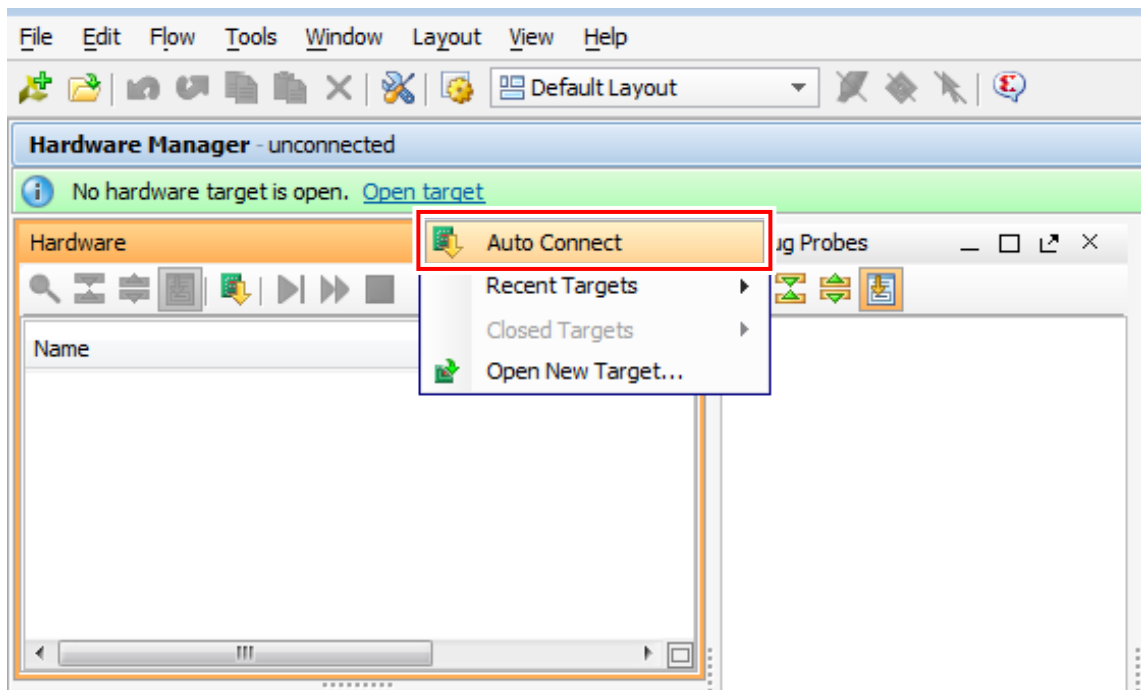 File Edit Flow Tools Window Layout View Help
Default Layout
Hardware Manager - unconnected
No hardware target is open. Open target
Hardware
Auto Connect
ug Probes
Recent Targets
Closed Targets
Name
Open New Target...